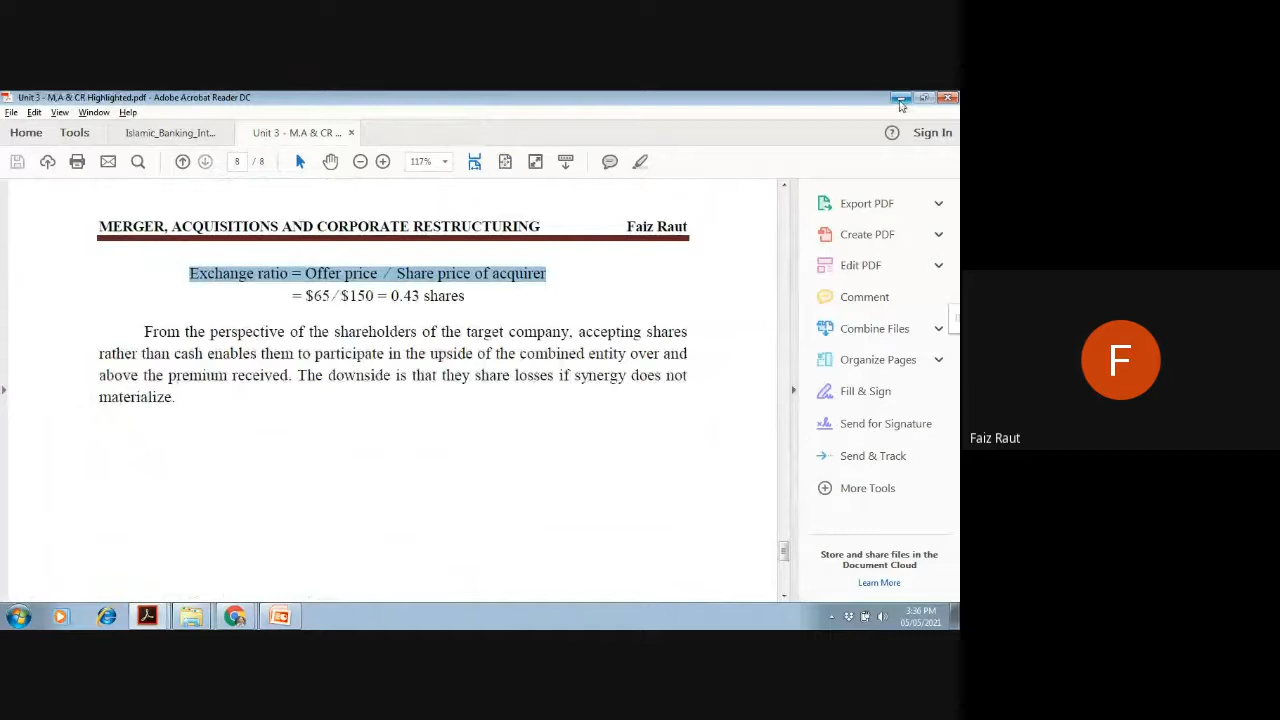 Unit 3 - M.A & CR Highlighted.pdf - Adobe Acrobat Reader DC
File Edit View Window Help
Home Tools Islamic_Banking_Int... Unit 3 - M.A & CR ... × ? Sign In
8 / 8 117%
MERGER, ACQUISITIONS AND CORPORATE RESTRUCTURING Faiz Raut
Exchange ratio = Offer price / Share price of acquirer
= $65/$150 = 0.43 shares
From the perspective of the shareholders of the target company, accepting shares
rather than cash enables them to participate in the upside of the combined entity over and
above the premium received. The downside is that they share losses if synergy does not
materialize.
Export PDF
Create PDF
Edit PDF
Comment
Combine Files
Organize Pages
Fill & Sign
Send for Signature
Send & Track
More Tools
Store and share files in the
Document Cloud
Learn More
3:36 PM
05/05/2021
F
Faiz Raut